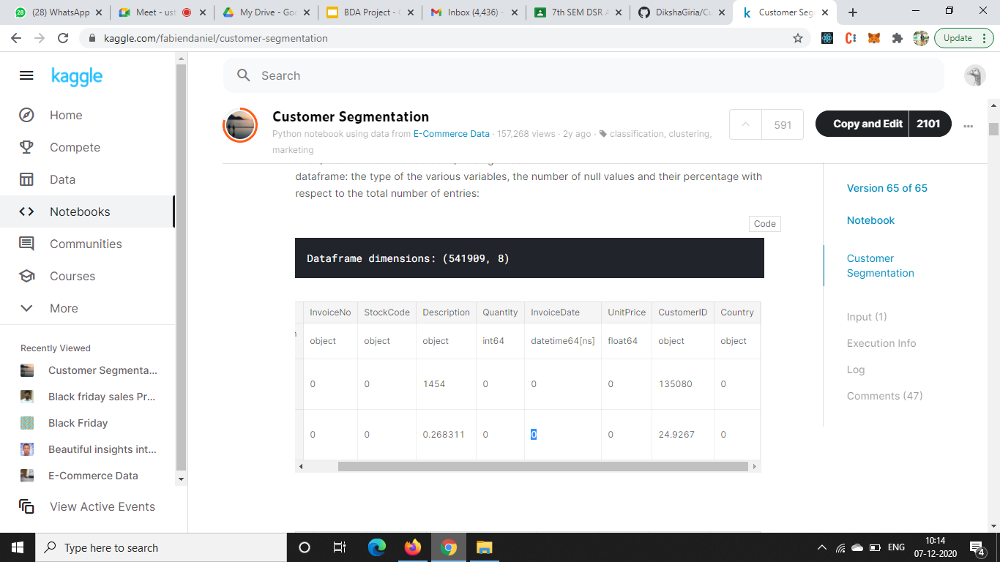 (28) WhatsApp
Meet - ust
My Drive - Goo
BDA Project -
Inbox (4,436) -
7th SEM DSR A
DikshaGiria/Cu
Customer Seg
kaggle.com/fabiendaniel/customer-segmentation
Update
kaggle
Search
Home
Compete
Data
Notebooks
Communities
Courses
More
Recently Viewed
Customer Segmenta...
Black friday sales Pr...
Black Friday
Beautiful insights int...
E-Commerce Data
View Active Events
Customer Segmentation
Python notebook using data from E-Commerce Data · 157,268 views · 2y ago · classification, clustering,
marketing
591
Copy and Edit 2101
...
dataframe: the type of the various variables, the number of null values and their percentage with
respect to the total number of entries:
Code
Dataframe dimensions: (541909, 8)
InvoiceNo StockCode Description Quantity InvoiceDate UnitPrice CustomerID Country
object object object int64 datetime64[ns] float64 object object
0 0 1454 0 0 0 135080 0
0 0 0.268311 0 0 0 24.9267 0
Version 65 of 65
Notebook
Customer
Segmentation
Input (1)
Execution Info
Log
Comments (47)
Type here to search
ENG
10:14
07-12-2020
4